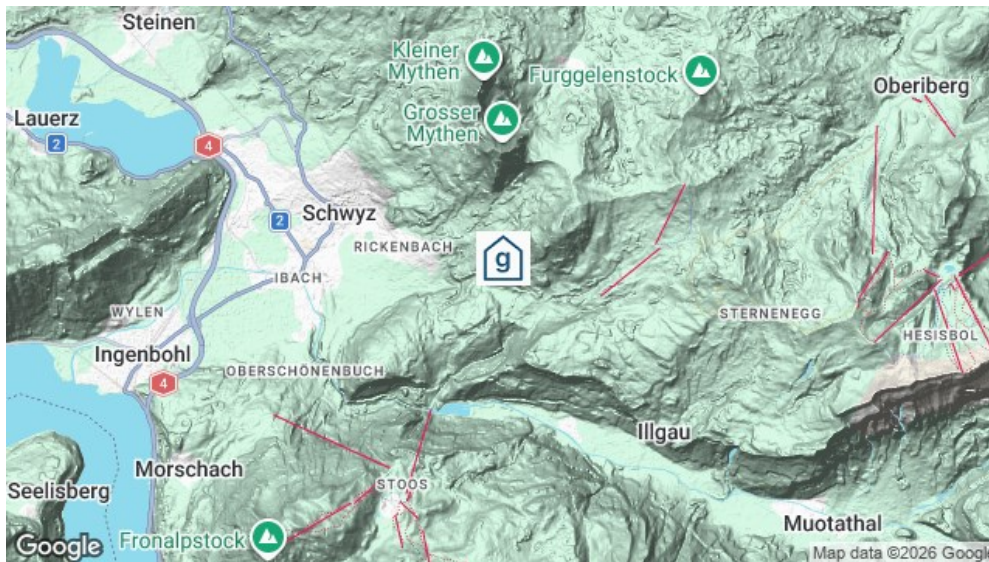 Steinen
Kleiner
Mythen
Furggelenstock
Oberiberg
Grosser
Mythen
Lauerz
2
4
2
Schwyz
RICKENBACH
g
IBACH
WYLEN
STERNENEGG
HESISBOL
Ingenbohl
4
OBERSCHÖNENBUCH
Illgau
Morschach
STOOS
Seelisberg
Muotathal
Fronalpstock
Google
Map data ©2026 Google